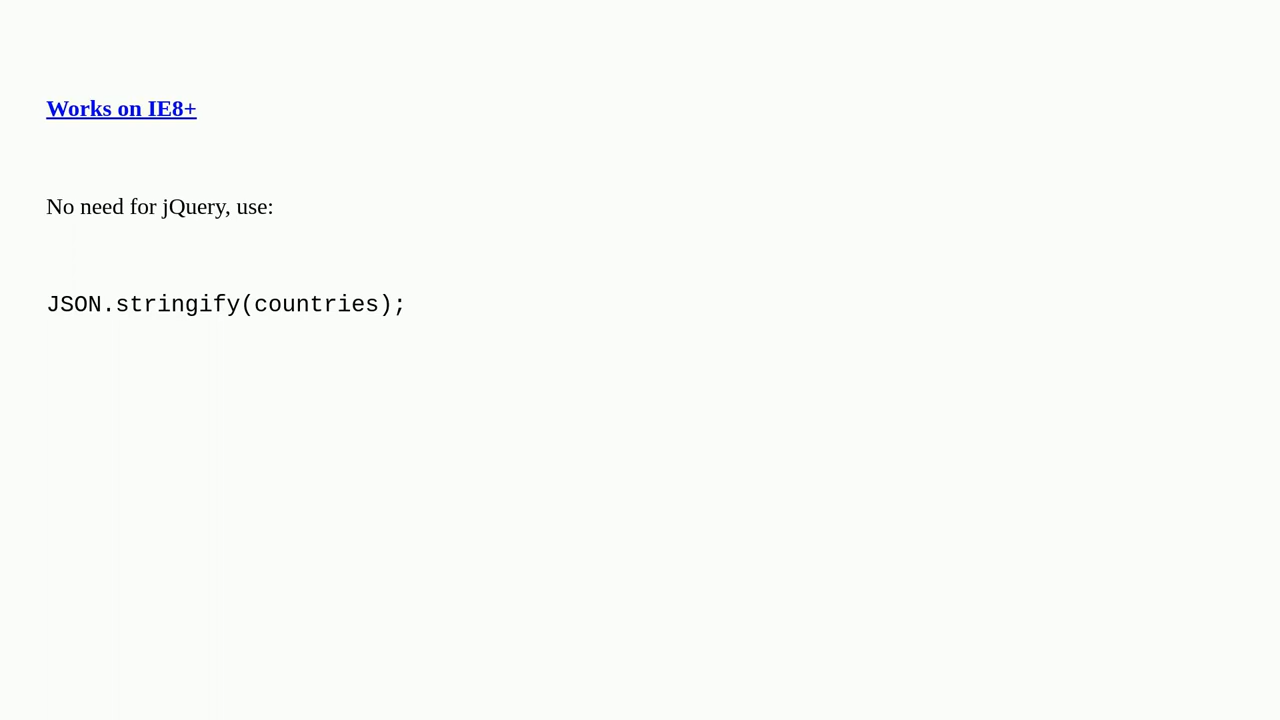 Works on IE8+
No need for jQuery, use:
JSON.stringify(countries);